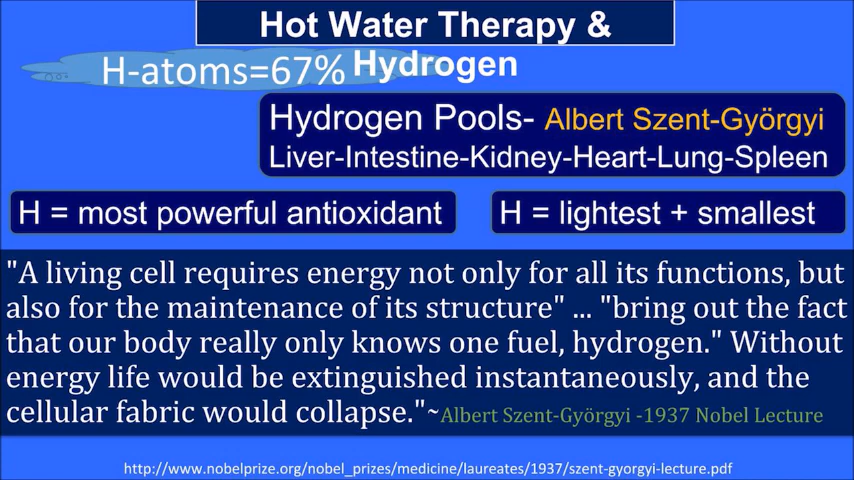 Hot Water Therapy &
Hydrogen
H-atoms=67%
Hydrogen Pools- Albert Szent-Györgyi
Liver-Intestine-Kidney-Heart-Lung-Spleen
H = most powerful antioxidant
H = lightest + smallest
"A living cell requires energy not only for all its functions, but
also for the maintenance of its structure" ... "bring out the fact
that our body really only knows one fuel, hydrogen." Without
energy life would be extinguished instantaneously, and the
cellular fabric would collapse."~Albert Szent-Györgyi -1937 Nobel Lecture
http://www.nobelprize.org/nobel_prizes/medicine/laureates/1937/szent-gyorgyi-lecture.pdf